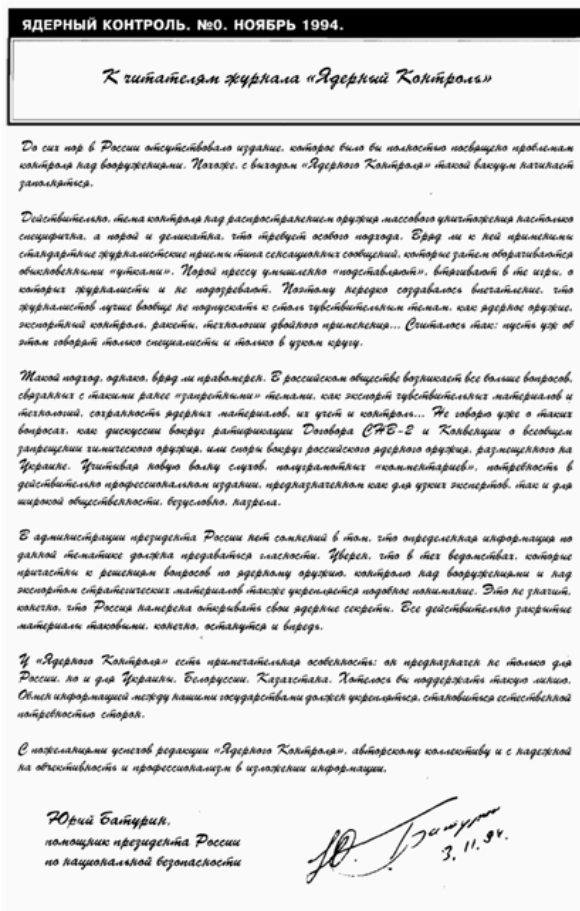 ЯДЕРНЫЙ КОНТРОЛЬ. №0. НОЯБРЬ 1994.
К читателям журнала «Ядерный Контроль»
До сих пор в России отсутствовало издание, которое было бы полностью посвящено проблемам
контроля над вооружениями. Похоже, с выходом «Ядерного Контроля» такой вакуум начинает
заполняться.
Действительно, тема контроля над распространением оружия массового уничтожения настолько
специфична, а порой и деликатна, что требует особого подхода. Вряд ли к ней применимы
стандартные журналистские приемы типа сенсационных сообщений, которые затем оборачиваются
обыкновенными «утками». Порой прессу умышленно «подставляют», втягивают в те игры, о
которых журналисты и не подозревают. Поэтому нередко создавалось впечатление, что
журналистов лучше вообще не подпускать к столь чувствительным темам, как ядерное оружие,
экспортный контроль, ракеты, технологии двойного применения... Считалось так: пусть уж об
этом говорят только специалисты и только в узком кругу.
Такой подход, однако, вряд ли правомерен. В российском обществе возникает все больше вопросов,
связанных с такими ранее «запретными» темами, как экспорт чувствительных материалов и
технологий, сохранность ядерных материалов, их учет и контроль... Не говорю уже о таких
вопросах, как дискуссии вокруг ратификации Договора СНВ-2 и Конвенции о всеобщем
запрещении химического оружия, или споры вокруг российского ядерного оружия, размещенного на
Украине. Учитывая новую волну слухов, полуграмотных «комментариев», потребность в
действительно профессиональном издании, предназначенном как для узких экспертов, так и для
широкой общественности, безусловно, назрела.
В администрации президента России нет сомнений в том, что определенная информация по
данной тематике должна предаваться гласности. Уверен, что в тех ведомствах, которые
причастны к решениям вопросов по ядерному оружию, контролю над вооружениями и над
экспортом стратегических материалов также укрепляется подобное понимание. Это не значит,
конечно, что Россия намерена открывать свои ядерные секреты. Все действительно закрытые
материалы таковыми, конечно, останутся и впредь.
У «Ядерного Контроля» есть примечательная особенность: он предназначен не только для
России, но и для Украины, Белоруссии, Казахстана. Хотелось бы поддержать такую линию.
Обмен информацией между нашими государствами должен укрепляться, становиться естественной
потребностью сторон.
С пожеланиями успехов редакции «Ядерного Контроля», авторскому коллективу и с надеждой
на объективность и профессионализм в изложении информации,
Юрий Батурин,
помощник президента России
по национальной безопасности
Ю. Батурин
3.11.94.